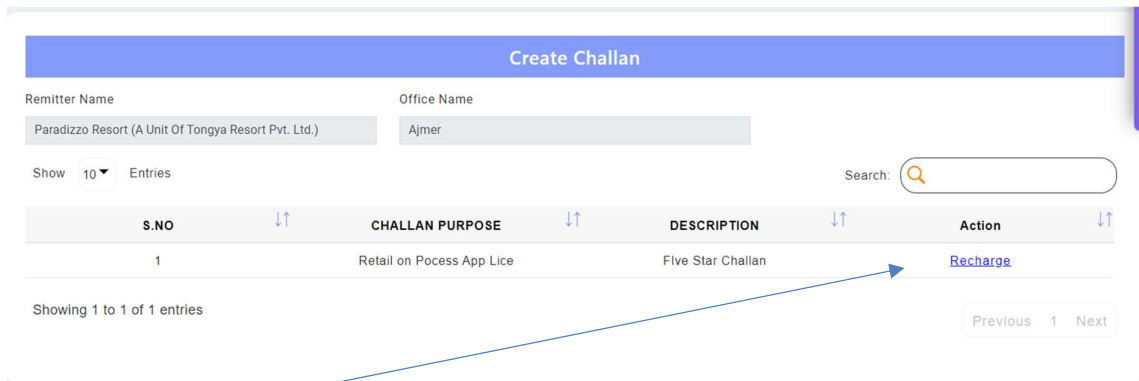 Create Challan
Remitter Name Office Name
Paradizzo Resort (A Unit Of Tongya Resort Pvt. Ltd.) Ajmer
Show 10 Entries Search:
S.NO CHALLAN PURPOSE DESCRIPTION Action
1 Retail on Pocess App Lice FIve Star Challan Recharge
Showing 1 to 1 of 1 entries
Previous 1 Next